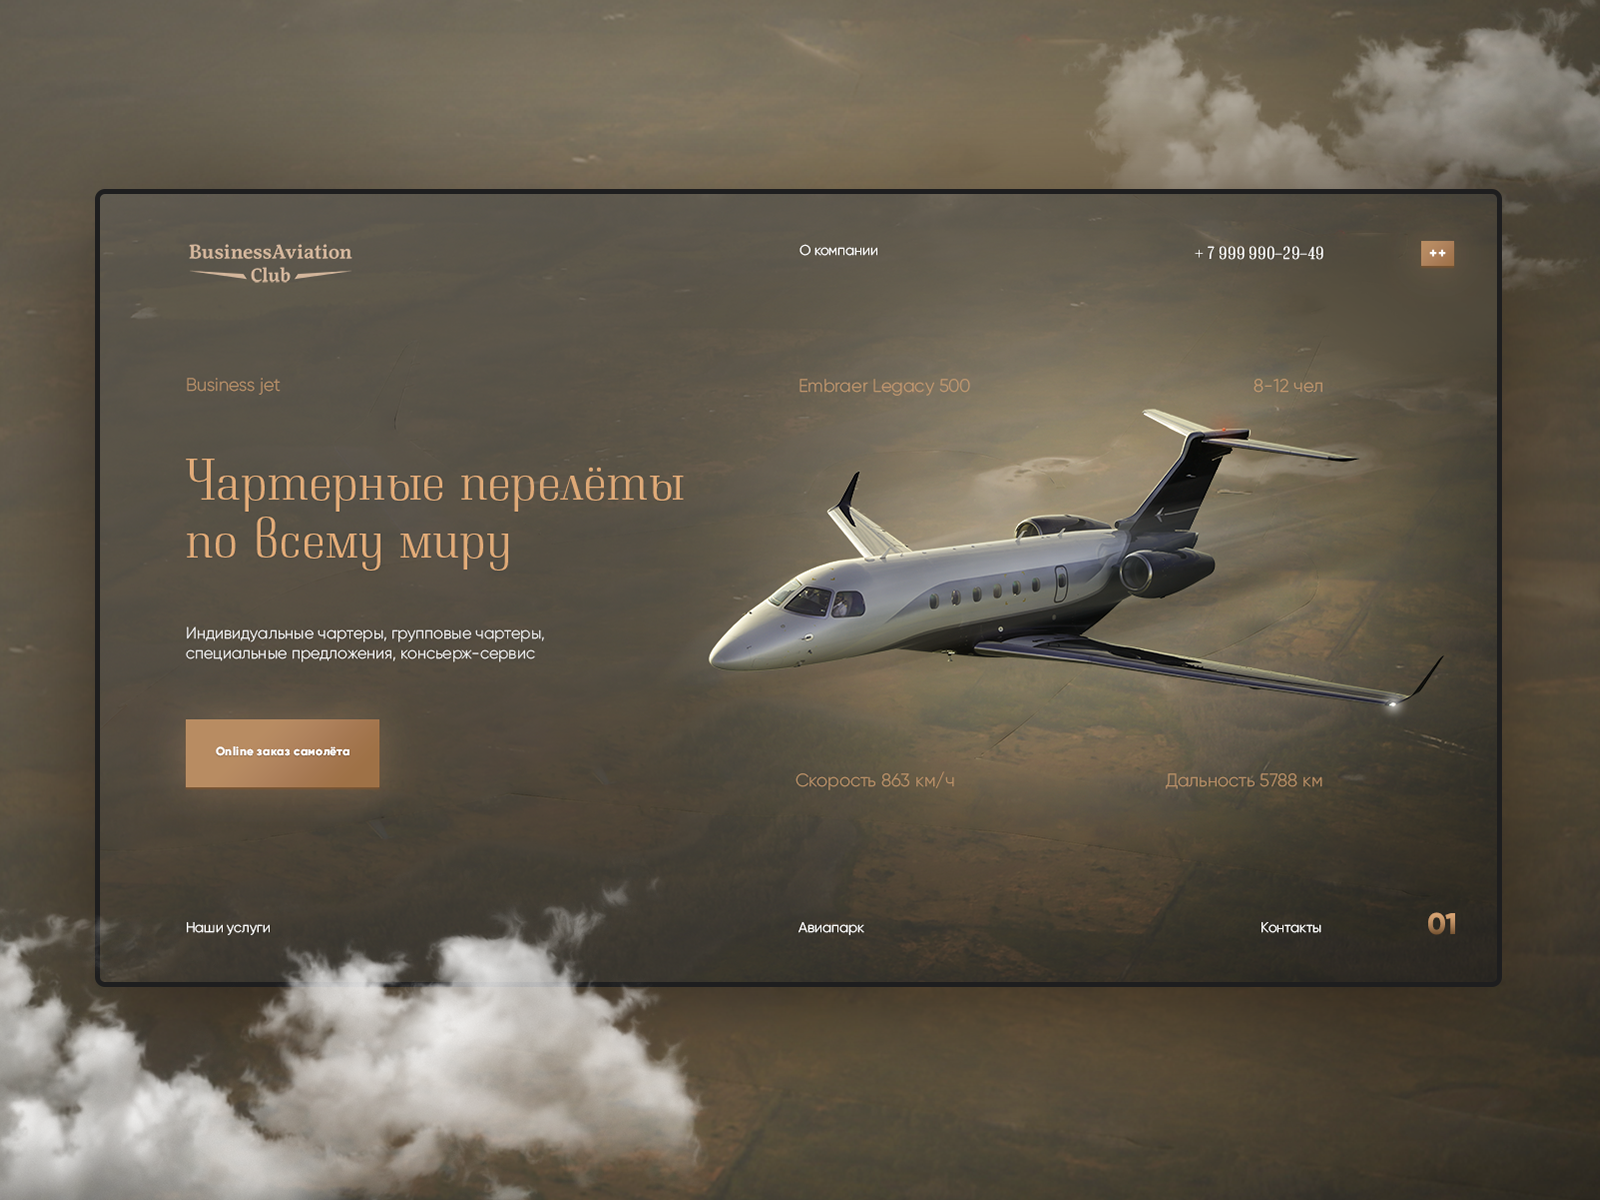 BusinessAviation
Club
О компании
+ 7 999 990-29-49
++
Business jet
Embraer Legacy 500
8-12 чел
Чартерные перелёты
по всему миру
Индивидуальные чартеры, групповые чартеры,
специальные предложения, консьерж-сервис
Online заказ самолёта
Скорость 863 км/ч
Дальность 5788 км
Наши услуги
Авиапарк
Контакты
01